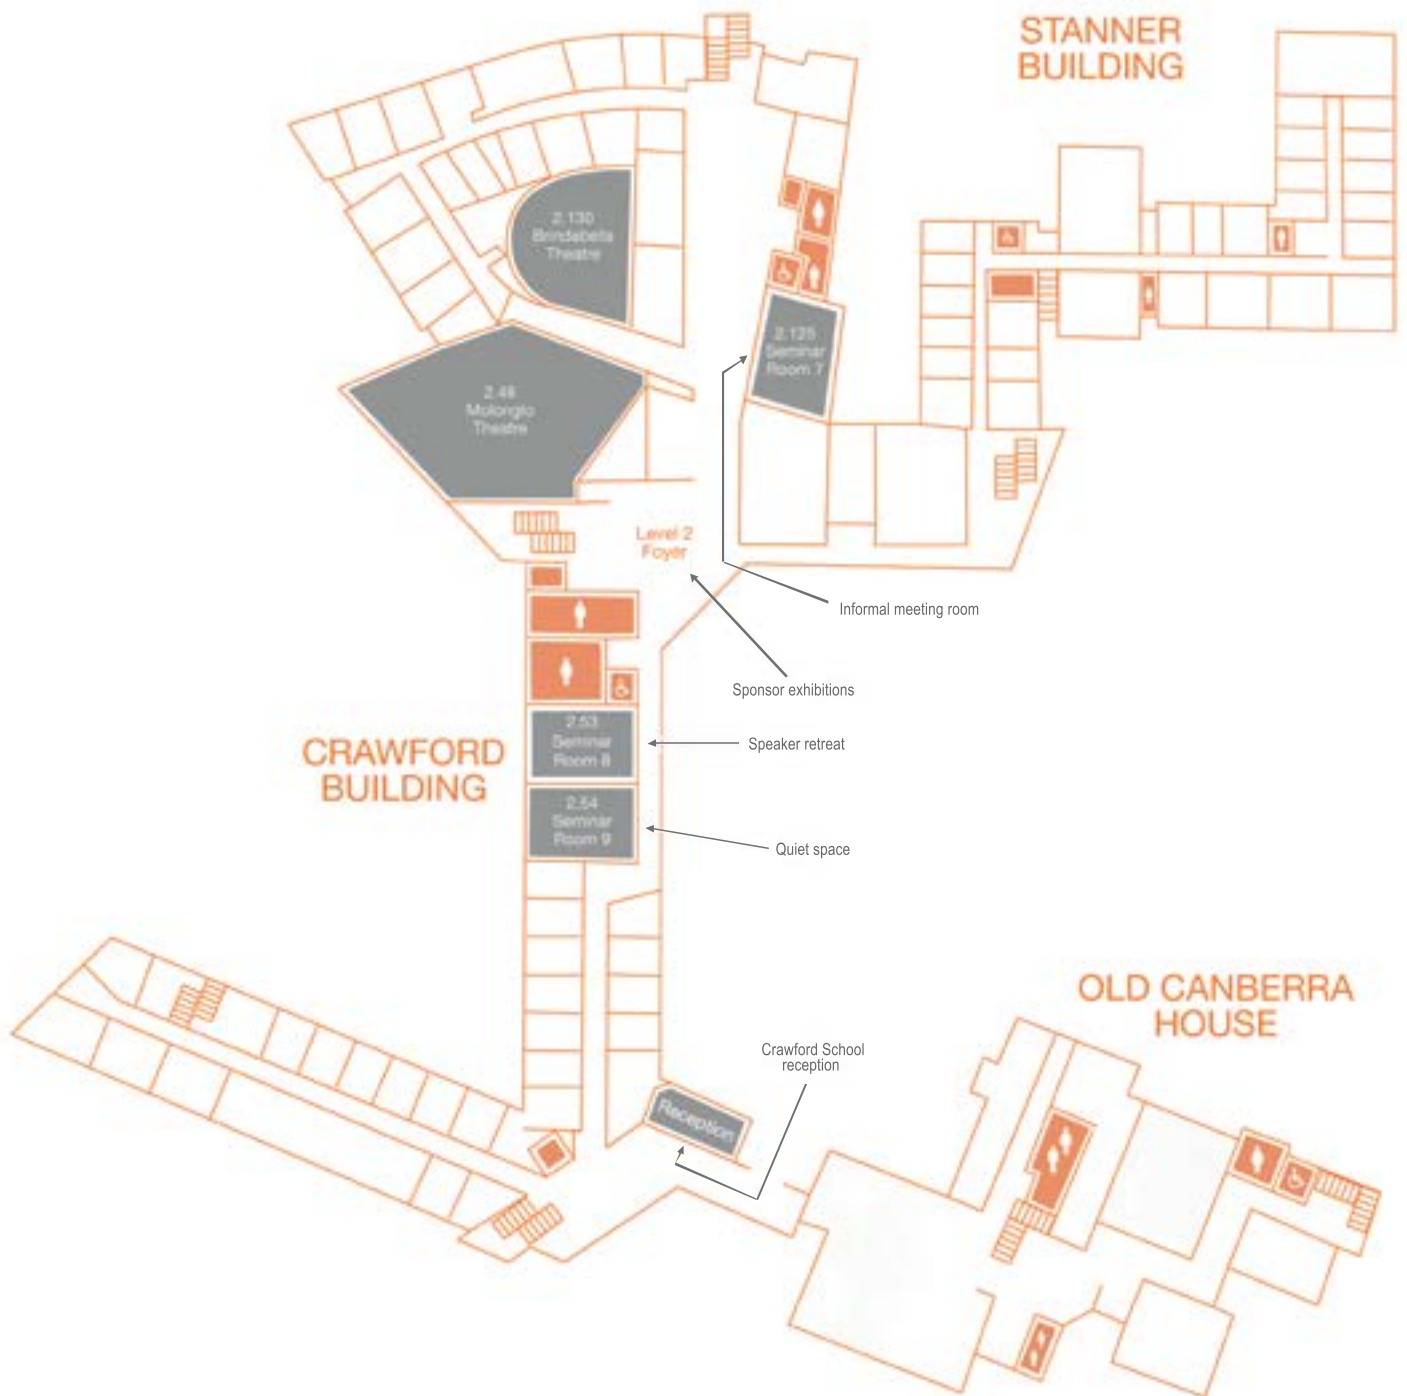 STANNER
BUILDING
2.130
Brindabella
Theatre
2.125
Seminar
Room 7
2.48
Molonglo
Theatre
Level 2
Foyer
Informal meeting room
Sponsor exhibitions
2.53
Seminar
Room 8
Speaker retreat
CRAWFORD
BUILDING
2.54
Seminar
Room 9
Quiet space
OLD CANBERRA
HOUSE
Crawford School
reception
Reception